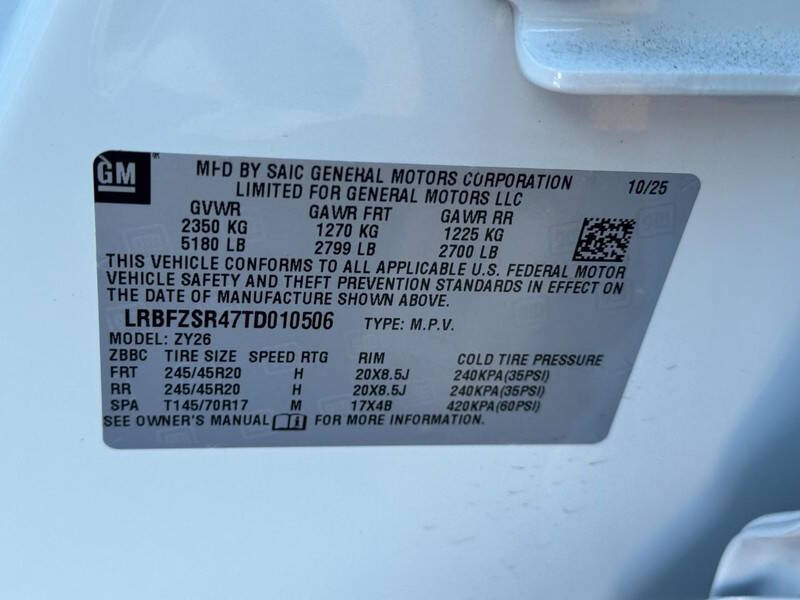 GM
MFD BY SAIC GENERAL MOTORS CORPORATION 10/25
LIMITED FOR GENERAL MOTORS LLC
GVWR GAWR FRT GAWR RR
2350 KG 1270 KG 1225 KG
5180 LB 2799 LB 2700 LB
THIS VEHICLE CONFORMS TO ALL APPLICABLE U.S. FEDERAL MOTOR
VEHICLE SAFETY AND THEFT PREVENTION STANDARDS IN EFFECT ON
THE DATE OF MANUFACTURE SHOWN ABOVE.
LRBFZSR47TD010506 TYPE: M.P.V.
MODEL: ZY26
ZBBC TIRE SIZE SPEED RTG RIM COLD TIRE PRESSURE
FRT 245/45R20 H 20X8.5J 240KPA(35PSI)
RR 245/45R20 H 20X8.5J 240KPA(35PSI)
SPA T145/70R17 M 17X4B 420KPA(60PSI)
SEE OWNER'S MANUAL FOR MORE INFORMATION